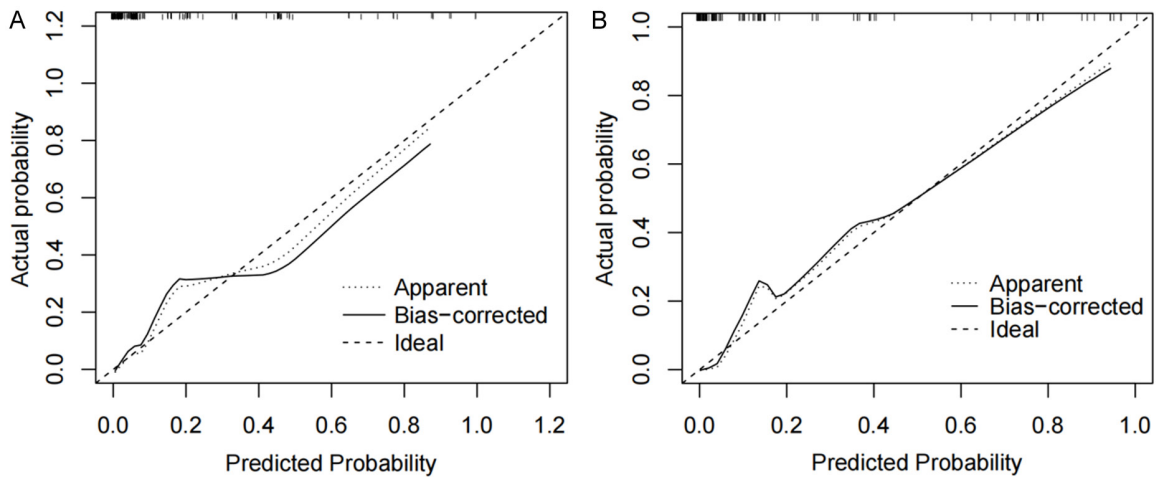 A
Actual probability
0.0 0.2 0.4 0.6 0.8 1.0 1.2
Apparent
Bias-corrected
Ideal
0.0 0.2 0.4 0.6 0.8 1.0 1.2
Predicted Probability
B
Actual probability
0.0 0.2 0.4 0.6 0.8 1.0
Apparent
Bias-corrected
Ideal
0.0 0.2 0.4 0.6 0.8 1.0
Predicted Probability